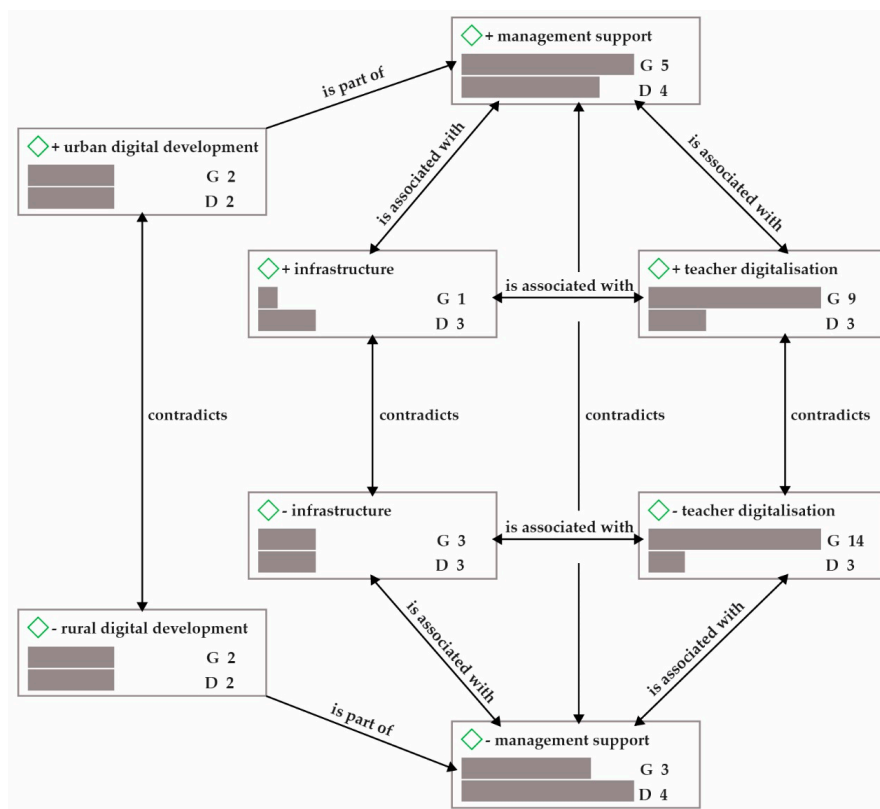 + management support
G 5
D 4
is part of
+ urban digital development
G 2
D 2
is associated with
is associated with
+ infrastructure
G 1
D 3
is associated with
+ teacher digitalisation
G 9
D 3
contradicts
contradicts
contradicts
contradicts
- infrastructure
G 3
D 3
is associated with
- teacher digitalisation
G 14
D 3
- rural digital development
G 2
D 2
is associated with
is associated with
is part of
- management support
G 3
D 4